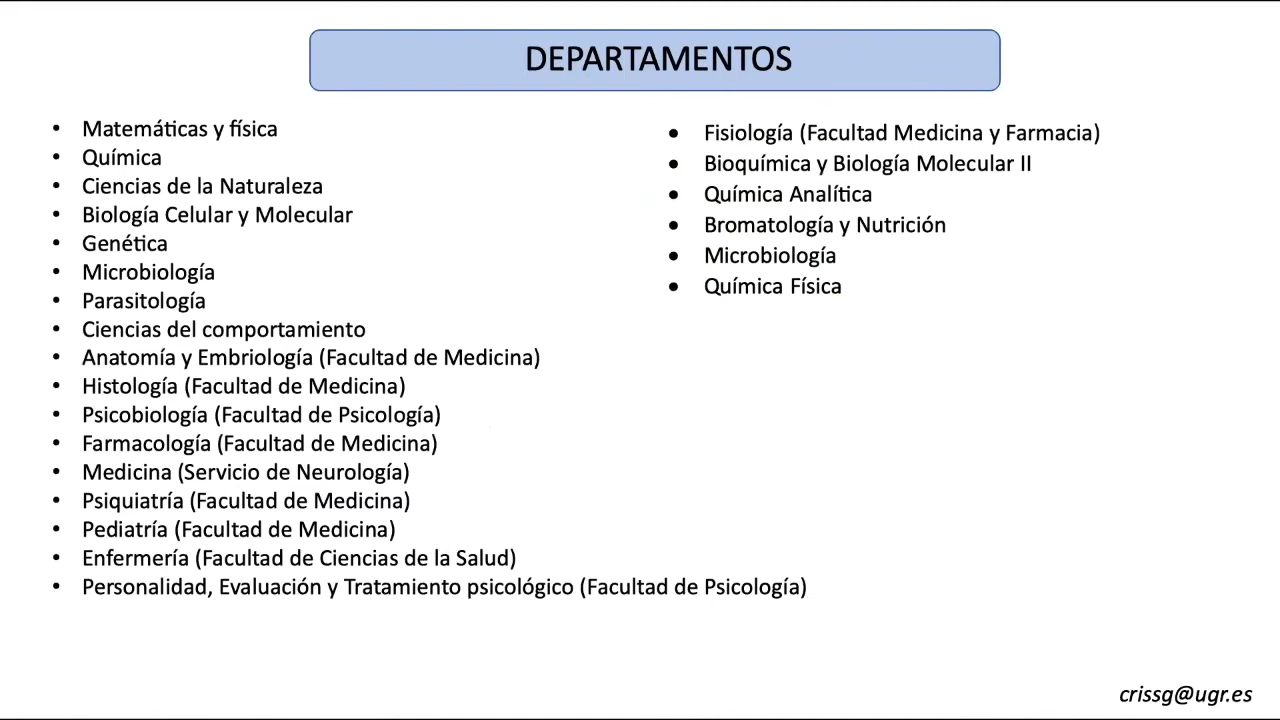 DEPARTAMENTOS
• Matemáticas y física
• Química
• Ciencias de la Naturaleza
• Biología Celular y Molecular
• Genética
• Microbiología
• Parasitología
• Ciencias del comportamiento
• Anatomía y Embriología (Facultad de Medicina)
• Histología (Facultad de Medicina)
• Psicobiología (Facultad de Psicología)
• Farmacología (Facultad de Medicina)
• Medicina (Servicio de Neurología)
• Psiquiatría (Facultad de Medicina)
• Pediatría (Facultad de Medicina)
• Enfermería (Facultad de Ciencias de la Salud)
• Personalidad, Evaluación y Tratamiento psicológico (Facultad de Psicología)
• Fisiología (Facultad Medicina y Farmacia)
• Bioquímica y Biología Molecular II
• Química Analítica
• Bromatología y Nutrición
• Microbiología
• Química Física
crissg@ugr.es